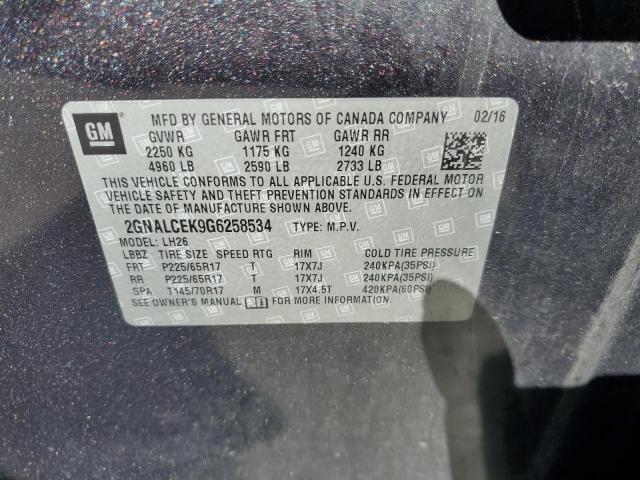 GM
MFD BY GENERAL MOTORS OF CANADA COMPANY 02/16
GVWR GAWR FRT GAWR RR
2250 KG 1175 KG 1240 KG
4960 LB 2590 LB 2733 LB
THIS VEHICLE CONFORMS TO ALL APPLICABLE U.S. FEDERAL MOTOR
VEHICLE SAFETY AND THEFT PREVENTION STANDARDS IN EFFECT ON
THE DATE OF MANUFACTURE SHOWN ABOVE.
2GNALCEK9G6258534 TYPE: M.P.V.
MODEL: LH26
LBBZ TIRE SIZE SPEED RTG RIM COLD TIRE PRESSURE
FRT P225/65R17 T 17X7J 240KPA(35PSI)
RR P225/65R17 T 17X7J 240KPA(35PSI)
SPA T145/70R17 M 17X4.5T 420KPA(60PSI)
SEE OWNER'S MANUAL FOR MORE INFORMATION.